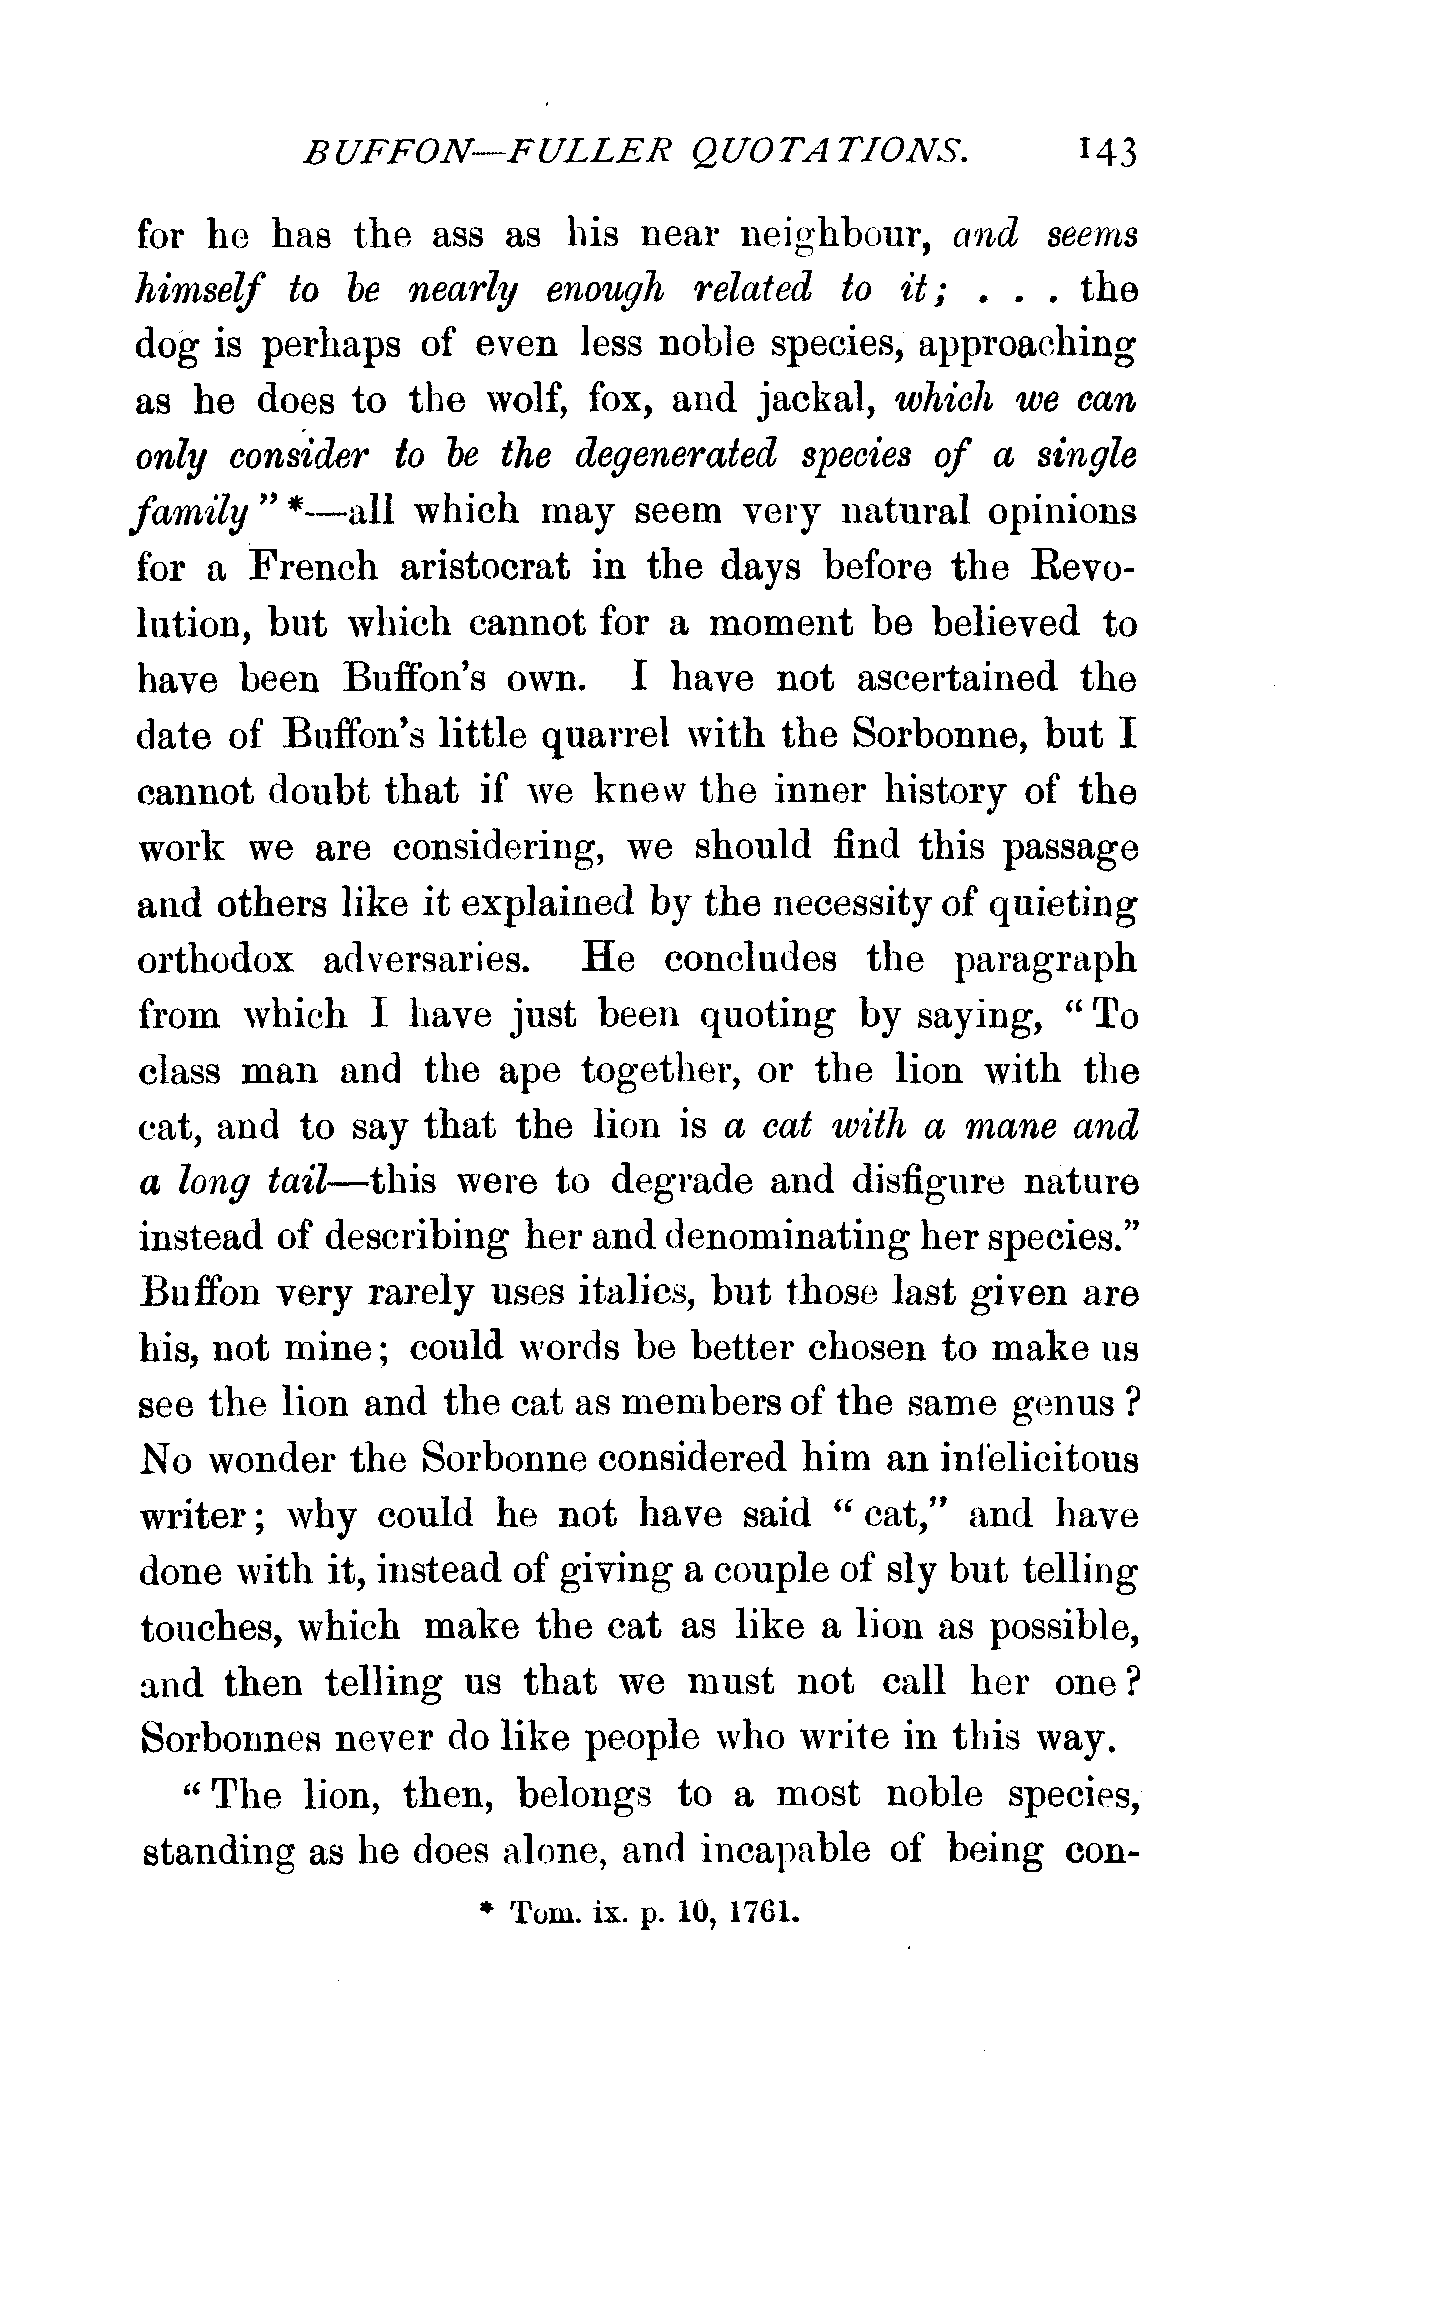 BUFFON—FULLER QUOTATIONS. 143
for he has the ass as his near neighbour, and seems
himself to be nearly enough related to it; . . . the
dog is perhaps of even less noble species, approaching
as he does to the wolf, fox, and jackal, which we can
only consider to be the degenerated species of a single
family" *—all which may seem very natural opinions
for a French aristocrat in the days before the Revo-
lution, but which cannot for a moment be believed to
have been Buffon's own. I have not ascertained the
date of Buffon's little quarrel with the Sorbonne, but I
cannot doubt that if we knew the inner history of the
work we are considering, we should find this passage
and others like it explained by the necessity of quieting
orthodox adversaries. He concludes the paragraph
from which I have just been quoting by saying, "To
class man and the ape together, or the lion with the
cat, and to say that the lion is a cat with a mane and
a long tail—this were to degrade and disfigure nature
instead of describing her and denominating her species."
Buffon very rarely uses italics, but those last given are
his, not mine; could words be better chosen to make us
see the lion and the cat as members of the same genus?
No wonder the Sorbonne considered him an infelicitous
writer; why could he not have said "cat," and have
done with it, instead of giving a couple of sly but telling
touches, which make the cat as like a lion as possible,
and then telling us that we must not call her one?
Sorbonnes never do like people who write in this way.
"The lion, then, belongs to a most noble species,
standing as he does alone, and incapable of being con-
* Tom. ix. p. 10, 1761.